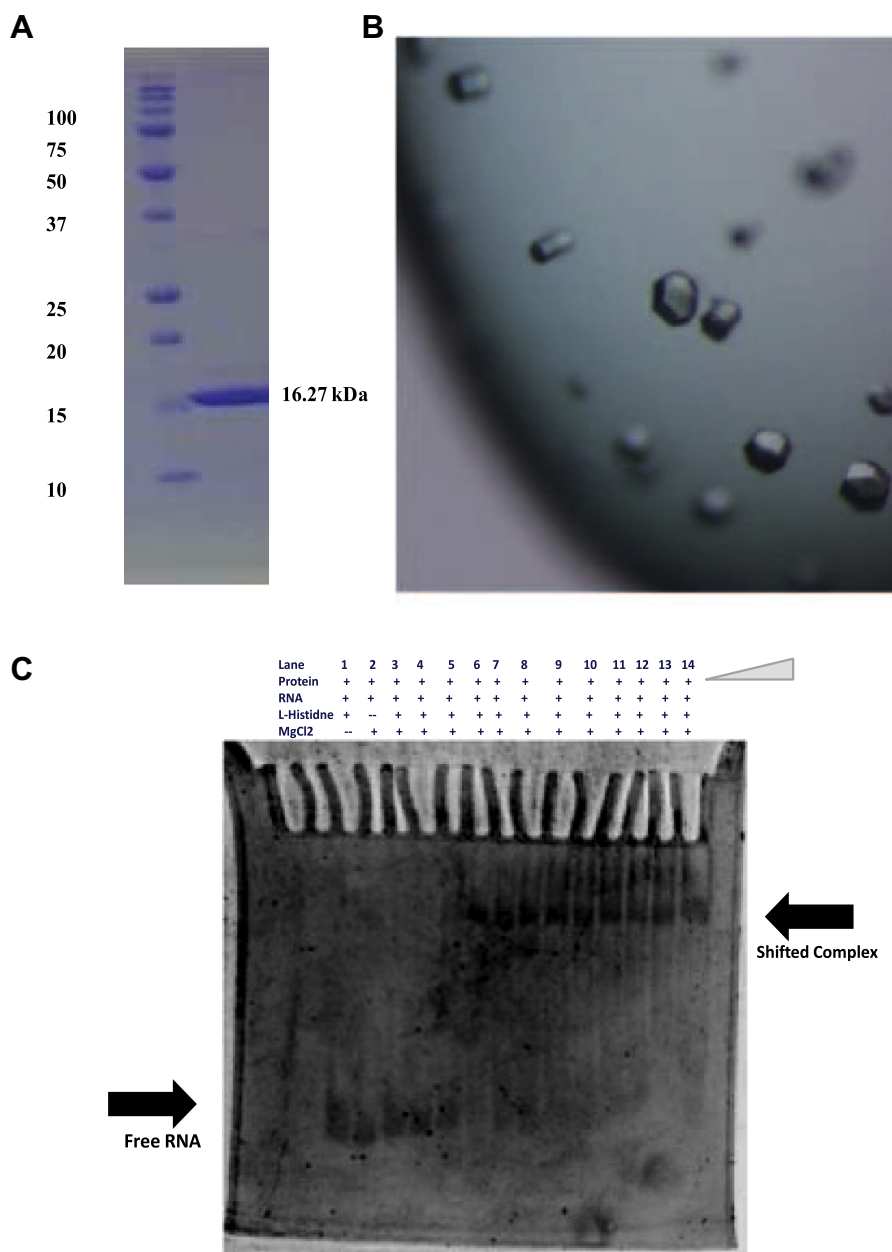 A
B
100
75
50
37
25
20
15
10
16.27 kDa
C
Lane 1 2 3 4 5 6 7 8 9 10 11 12 13 14
Protein + + + + + + + + + + + + + +
RNA + + + + + + + + + + + + + +
L-Histidne + -- + + + + + + + + + + + +
MgCl2 -- + + + + + + + + + + + + +
Shifted Complex
Free RNA